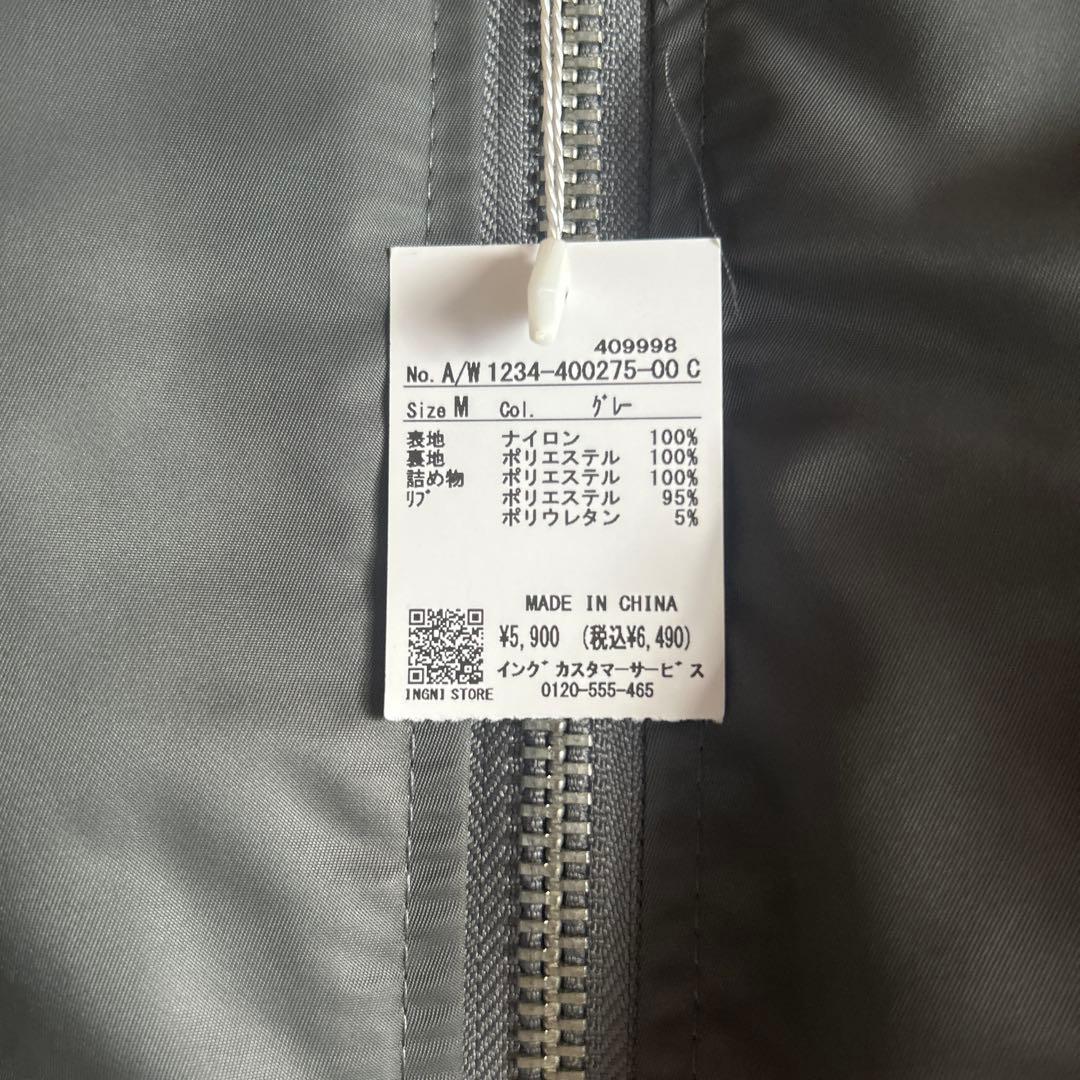 409998
No. A/W 1234-400275-00 C
Size M Col. ｸﾞﾚｰ
表地 ナイロン 100%
裏地 ポリエステル 100%
詰め物 ポリエステル 100%
ﾘﾌﾞ ポリエステル 95%
ポリウレタン 5%
MADE IN CHINA
¥5,900 (税込¥6,490)
イングﾞカスタマーサービﾞス
INGNI STORE
0120-555-465